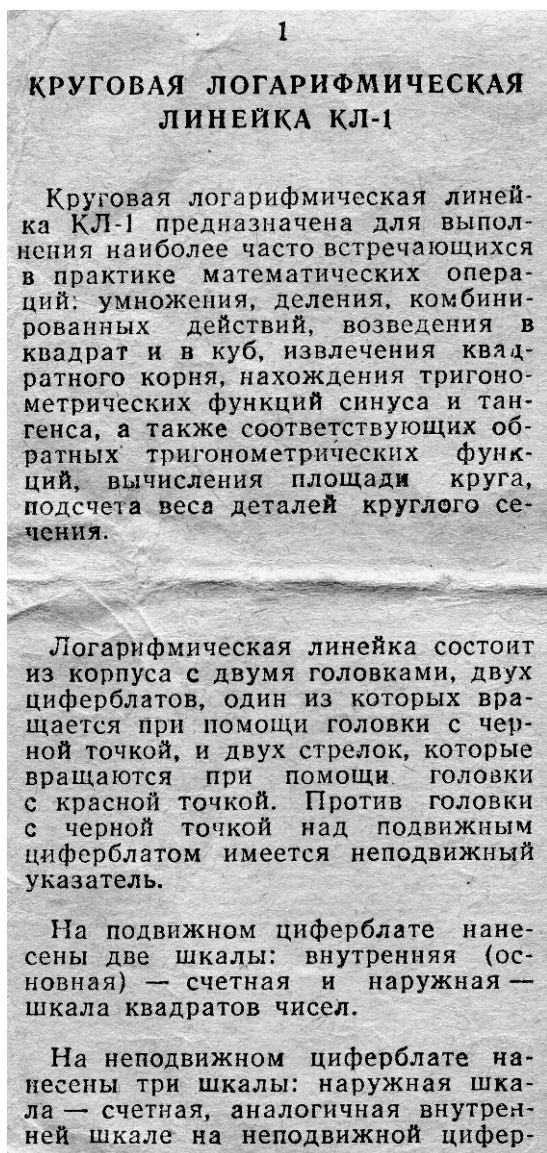 1
КРУГОВАЯ ЛОГАРИФМИЧЕСКАЯ
ЛИНЕЙКА КЛ-1
Круговая логарифмическая линей-
ка КЛ-1 предназначена для выпол-
нения наиболее часто встречающихся
в практике математических опера-
ций: умножения, деления, комбини-
рованных действий, возведения в
квадрат и в куб, извлечения квад-
ратного корня, нахождения тригоно-
метрических функций синуса и тан-
генса, а также соответствующих об-
ратных тригонометрических функ-
ций, вычисления площади круга,
подсчета веса деталей круглого се-
чения.
Логарифмическая линейка состоит
из корпуса с двумя головками, двух
циферблатов, один из которых вра-
щается при помощи головки с чер-
ной точкой, и двух стрелок, которые
вращаются при помощи головки
с красной точкой. Против головки
с черной точкой над подвижным
циферблатом имеется неподвижный
указатель.
На подвижном циферблате нане-
сены две шкалы: внутренняя (ос-
новная) — счетная и наружная —
шкала квадратов чисел.
На неподвижном циферблате на-
несены три шкалы: наружная шка-
ла — счетная, аналогичная внутрен-
ней шкале на неподвижной цифер-